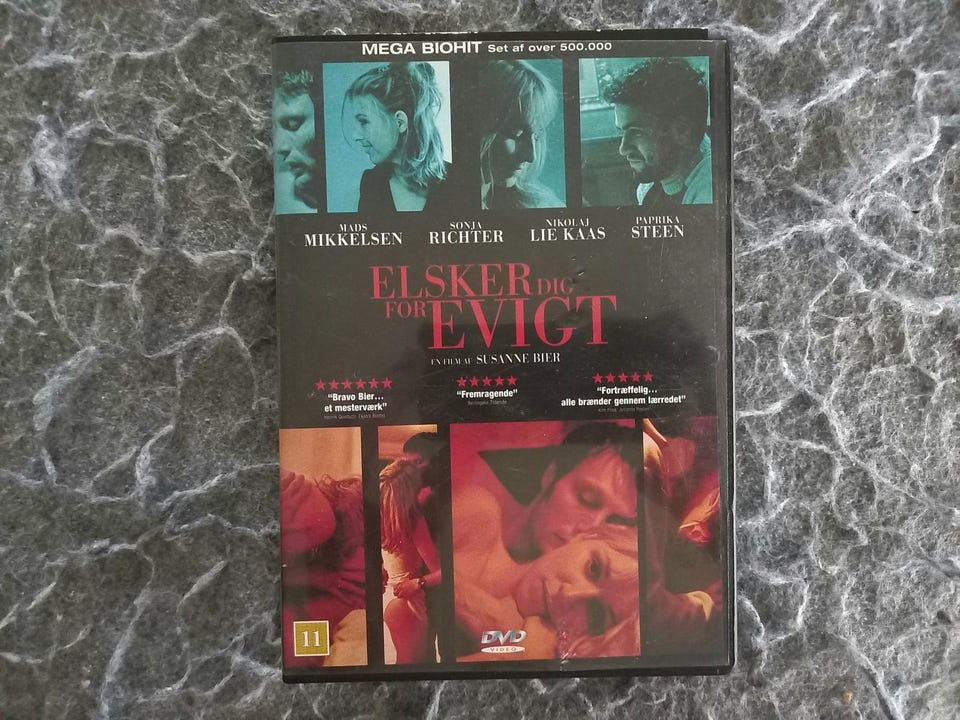 MEGA BIOHIT Set af over 500.000
MADS MIKKELSEN
SONJA RICHTER
NIKOLAJ LIE KAAS
PAPRIKA STEEN
ELSKER DIG
FOR EVIGT
EN FILM AF SUSANNE BIER
"Bravo Bier...
et mesterværk"
"Fremragende"
Berlingske Tidende
"Fortræffelig...
alle brænder gennem lærredet"
11
DVD
VIDEO